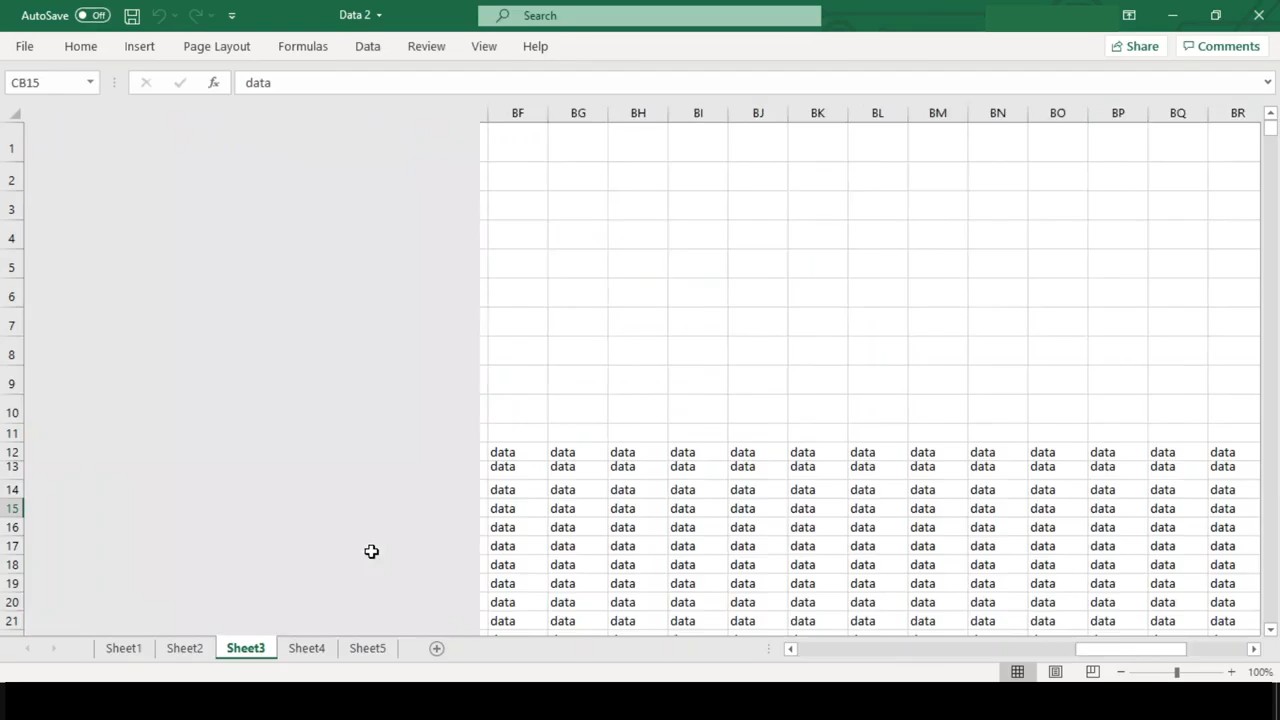 AutoSave Off Data 2 Search
File Home Insert Page Layout Formulas Data Review View Help Share Comments
CB15 fx data
BF BG BH BI BJ BK BL BM BN BO BP BQ BR
1
2
3
4
5
6
7
8
9
10
11
12 data data data data data data data data data data data data data
13 data data data data data data data data data data data data data
14 data data data data data data data data data data data data data
15 data data data data data data data data data data data data data
16 data data data data data data data data data data data data data
17 data data data data data data data data data data data data data
18 data data data data data data data data data data data data data
19 data data data data data data data data data data data data data
20 data data data data data data data data data data data data data
21 data data data data data data data data data data data data data
Sheet1 Sheet2 Sheet3 Sheet4 Sheet5
100%